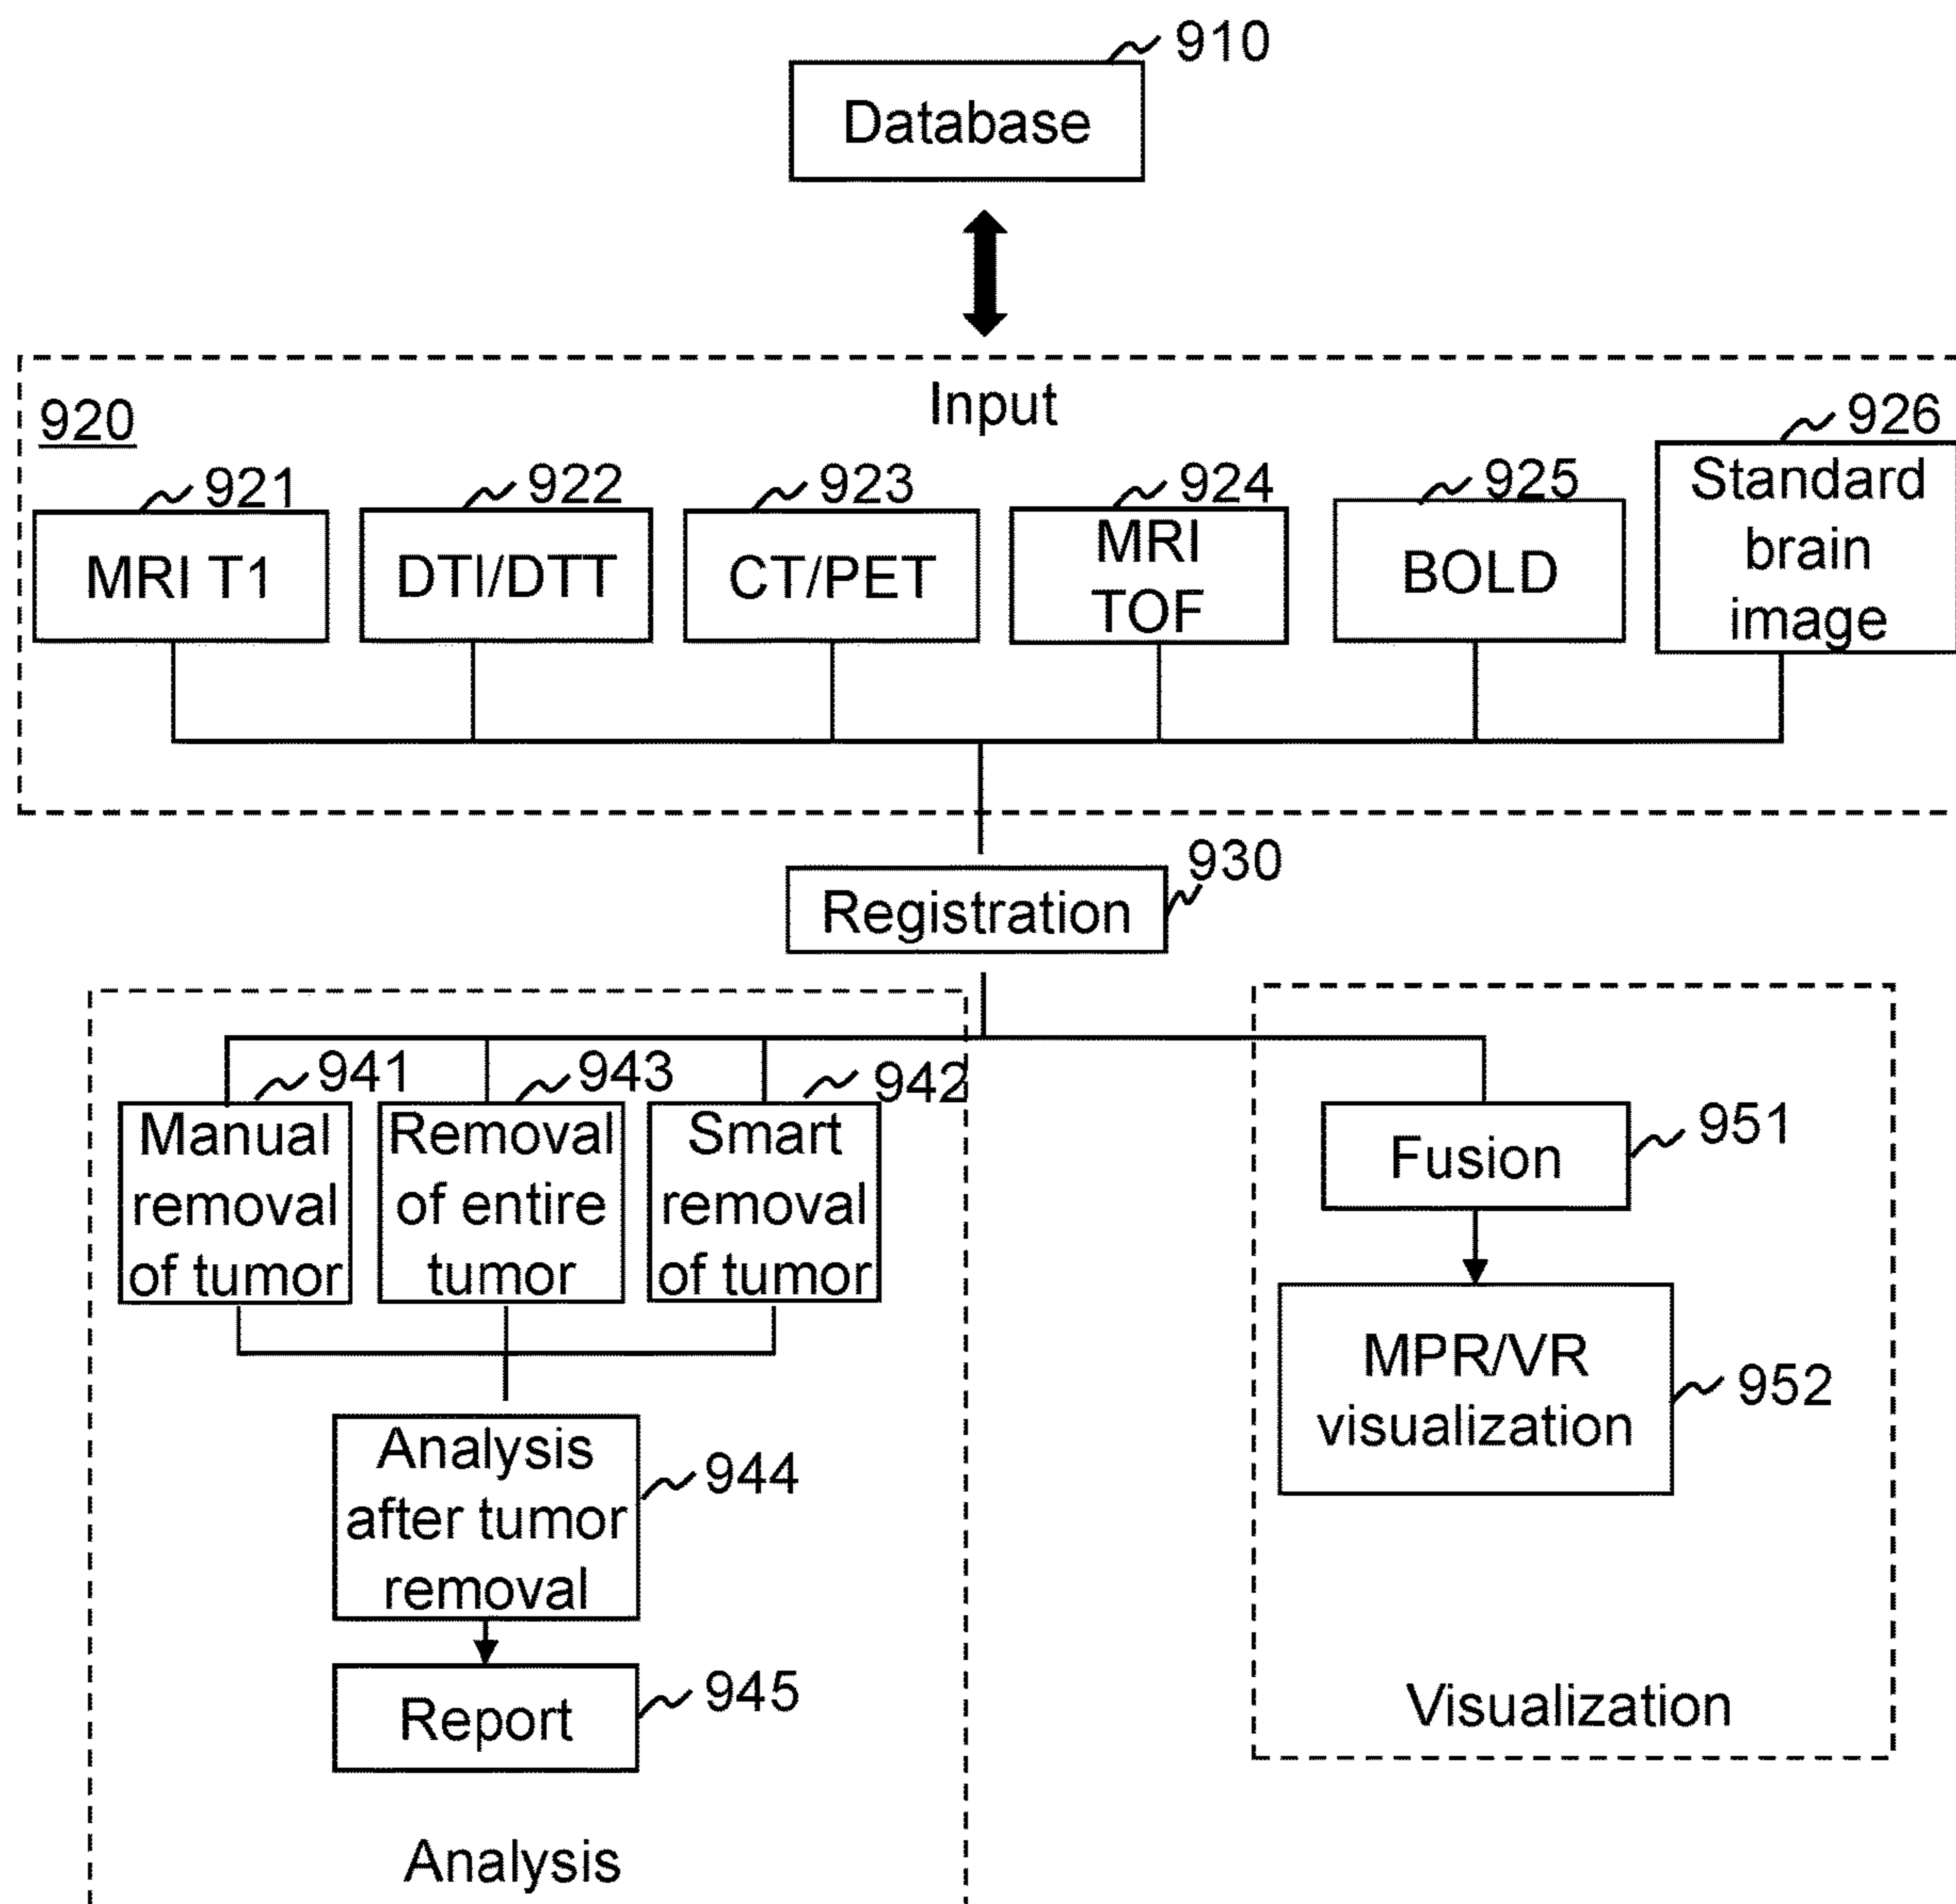 910
Database
Input
920
921
922
923
924
925
926
MRI T1
DTI/DTT
CT/PET
MRI
TOF
BOLD
Standard
brain
image
930
Registration
941
943
942
Manual
removal
of tumor
Removal
of entire
tumor
Smart
removal
of tumor
951
Fusion
MPR/VR
visualization
952
Analysis
after tumor
removal
944
Report
945
Visualization
Analysis